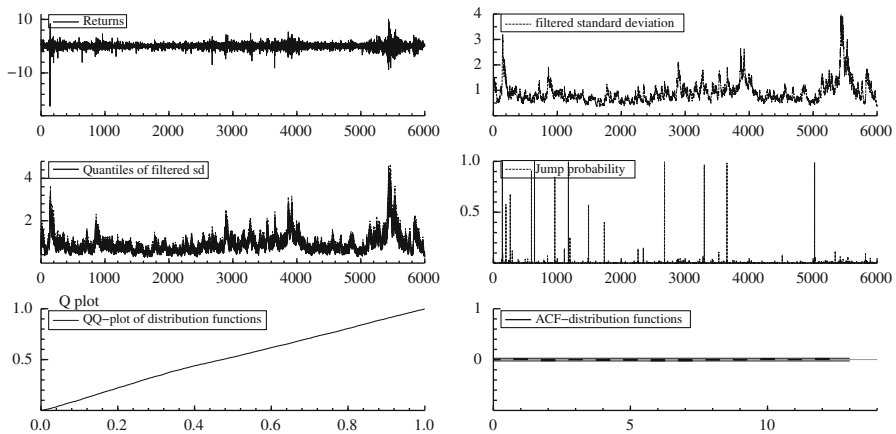 10
Returns
−10
0 1000 2000 3000 4000 5000 6000
4
filtered standard deviation
3
2
1
0 1000 2000 3000 4000 5000 6000
4
Quantiles of filtered sd
2
0 1000 2000 3000 4000 5000 6000
1.0
Jump probability
0.5
0 1000 2000 3000 4000 5000 6000
Q plot
1.0
QQ−plot of distribution functions
0.5
0.0 0.2 0.4 0.6 0.8 1.0
1
ACF−distribution functions
0
0 5 10